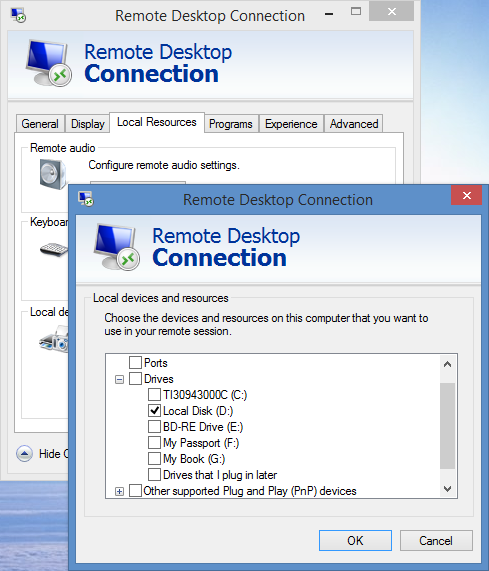 Remote Desktop Connection
Remote Desktop
Connection
General Display Local Resources Programs Experience Advanced
Remote audio
Configure remote audio settings.
Remote Desktop Connection
Remote Desktop
Connection
Local devices and resources
Choose the devices and resources on this computer that you want to
use in your remote session.
Ports
Drives
TI30943000C (C:)
Local Disk (D:)
BD-RE Drive (E:)
My Passport (F:)
My Book (G:)
Drives that I plug in later
Other supported Plug and Play (PnP) devices
OK Cancel
Local de
Hide